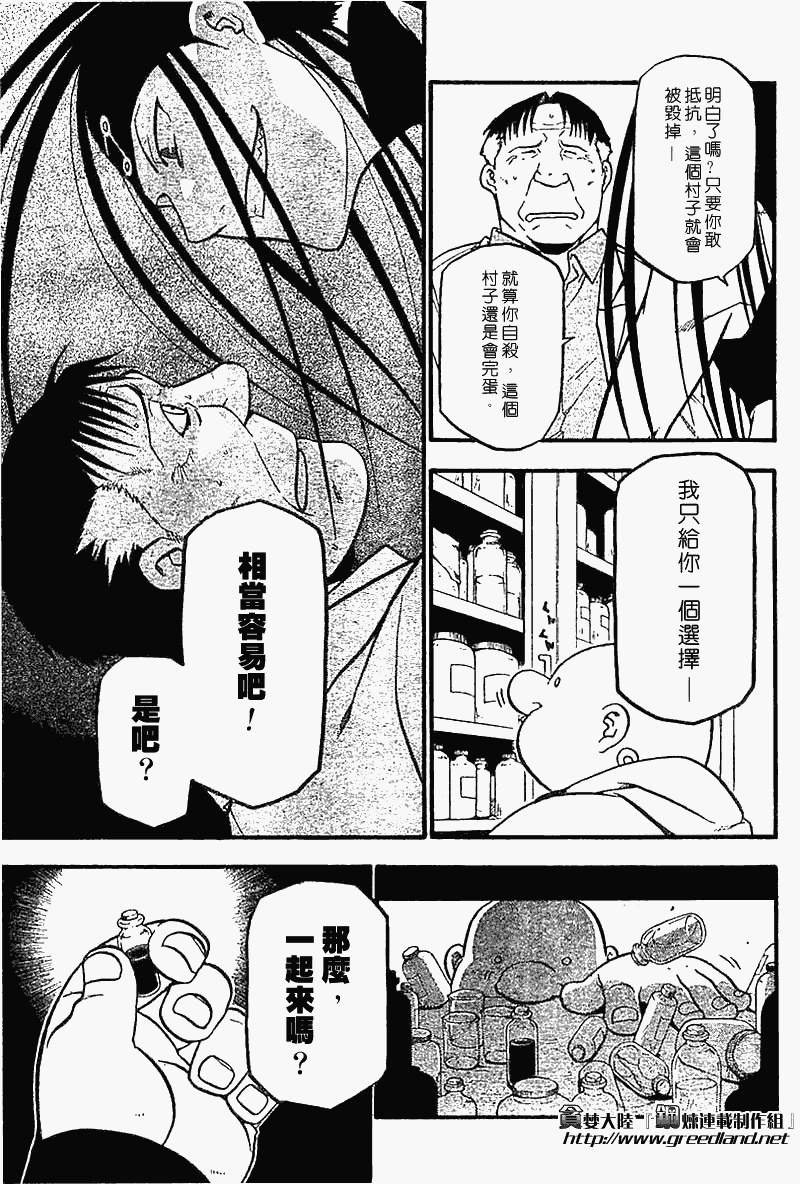 明白了嗎?只要你敢
抵抗，這個村子就會
被毀掉—
就算你自殺，這個
村子還是會完蛋。
我只給你一個選擇—
相當容易吧！
是吧？
那麼，
一起來嗎？
貪婪大陸『鋼煉連載制作組』
http://www.greedland.net